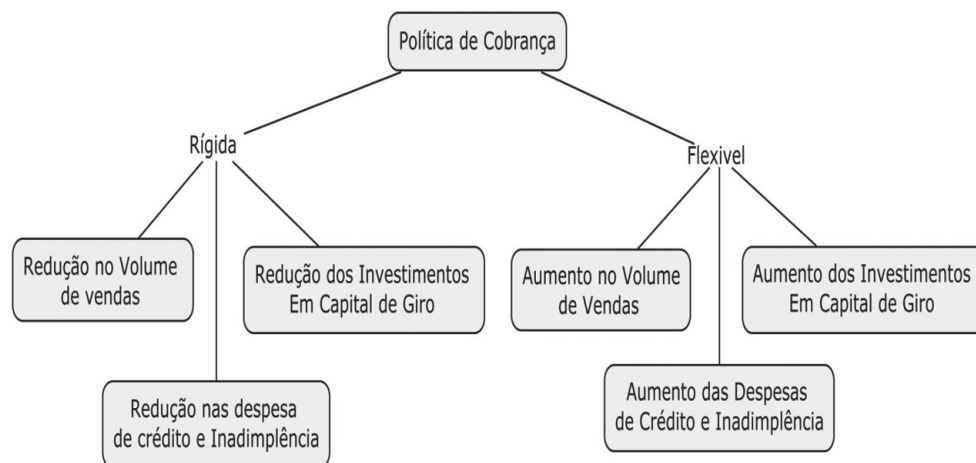 Política de Cobrança
Rígida
Flexivel
Redução no Volume
de vendas
Redução dos Investimentos
Em Capital de Giro
Redução nas despesa
de crédito e Inadimplência
Aumento no Volume
de Vendas
Aumento dos Investimentos
Em Capital de Giro
Aumento das Despesas
de Crédito e Inadimplência